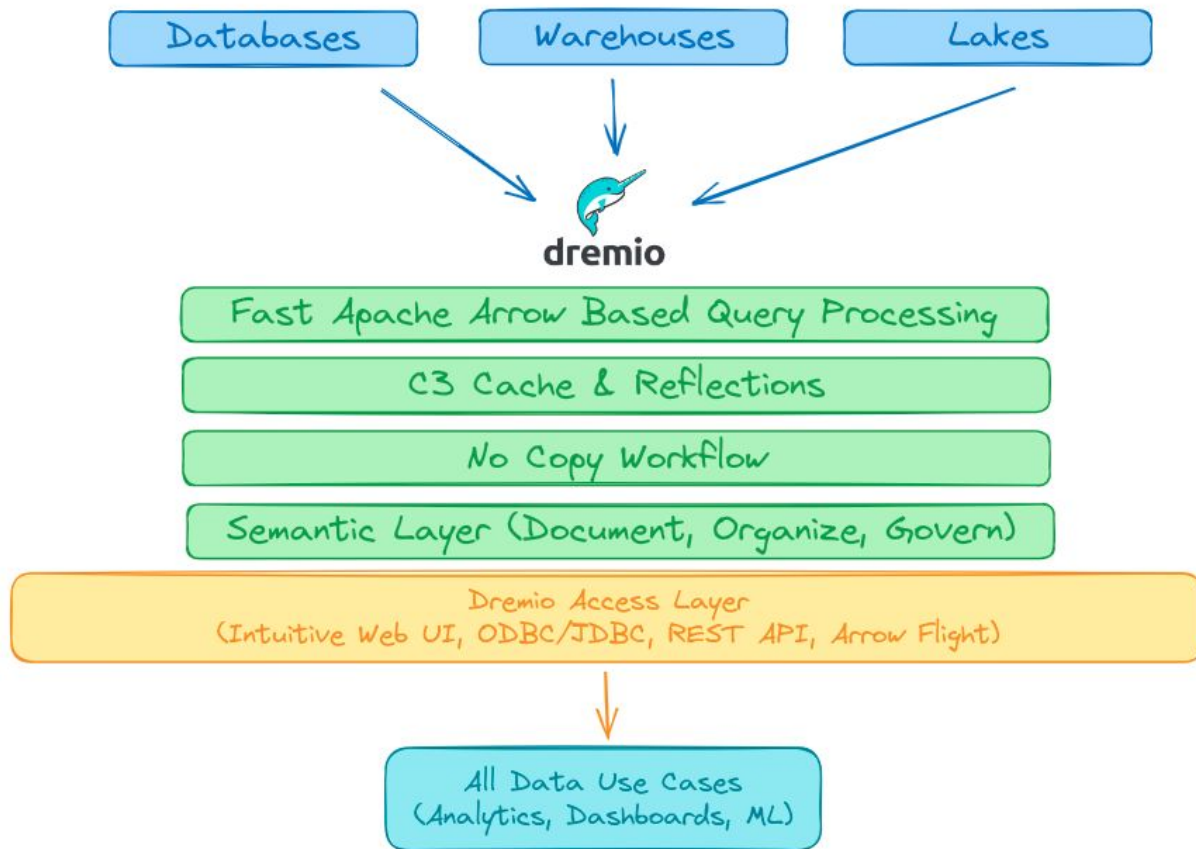 Databases
Warehouses
Lakes
dremio
Fast Apache Arrow Based Query Processing
C3 Cache & Reflections
No Copy Workflow
Semantic Layer (Document, Organize, Govern)
Dremio Access Layer
(Intuitive Web UI, ODBC/JDBC, REST API, Arrow Flight)
All Data Use Cases
(Analytics, Dashboards, ML)